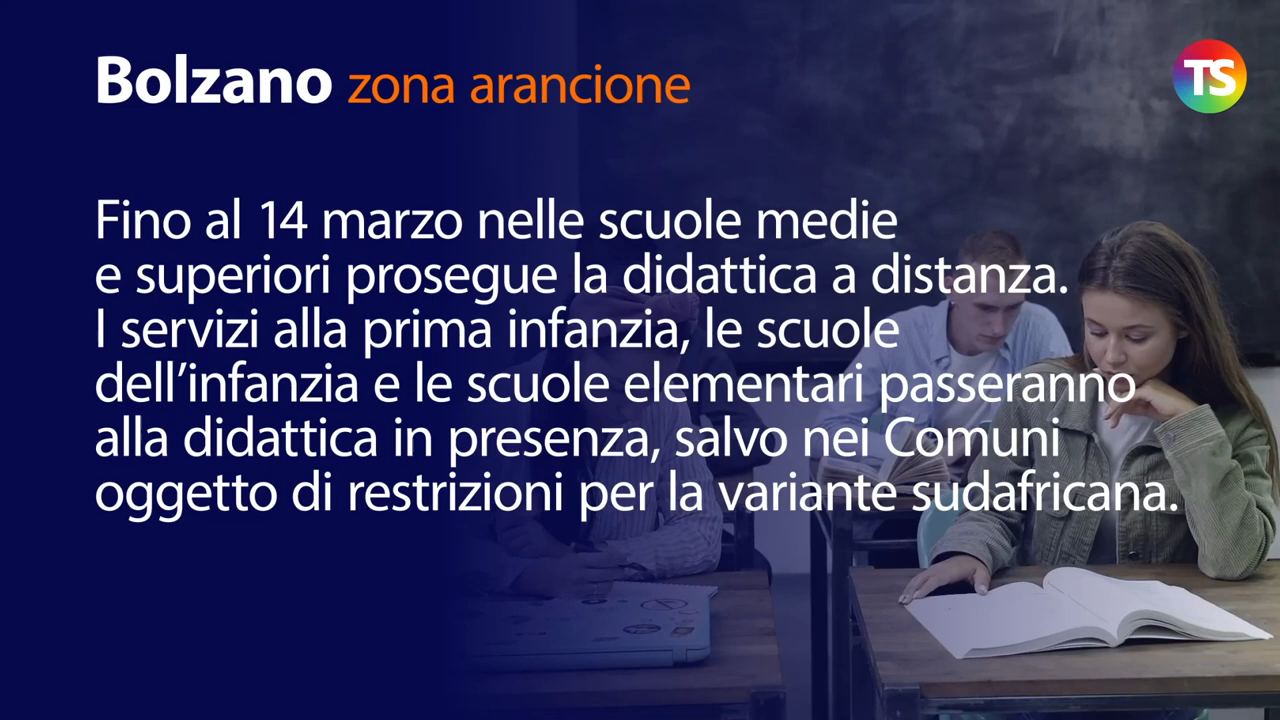 Bolzano zona arancione
TS
Fino al 14 marzo nelle scuole medie
e superiori prosegue la didattica a distanza.
I servizi alla prima infanzia, le scuole
dell’infanzia e le scuole elementari passeranno
alla didattica in presenza, salvo nei Comuni
oggetto di restrizioni per la variante sudafricana.